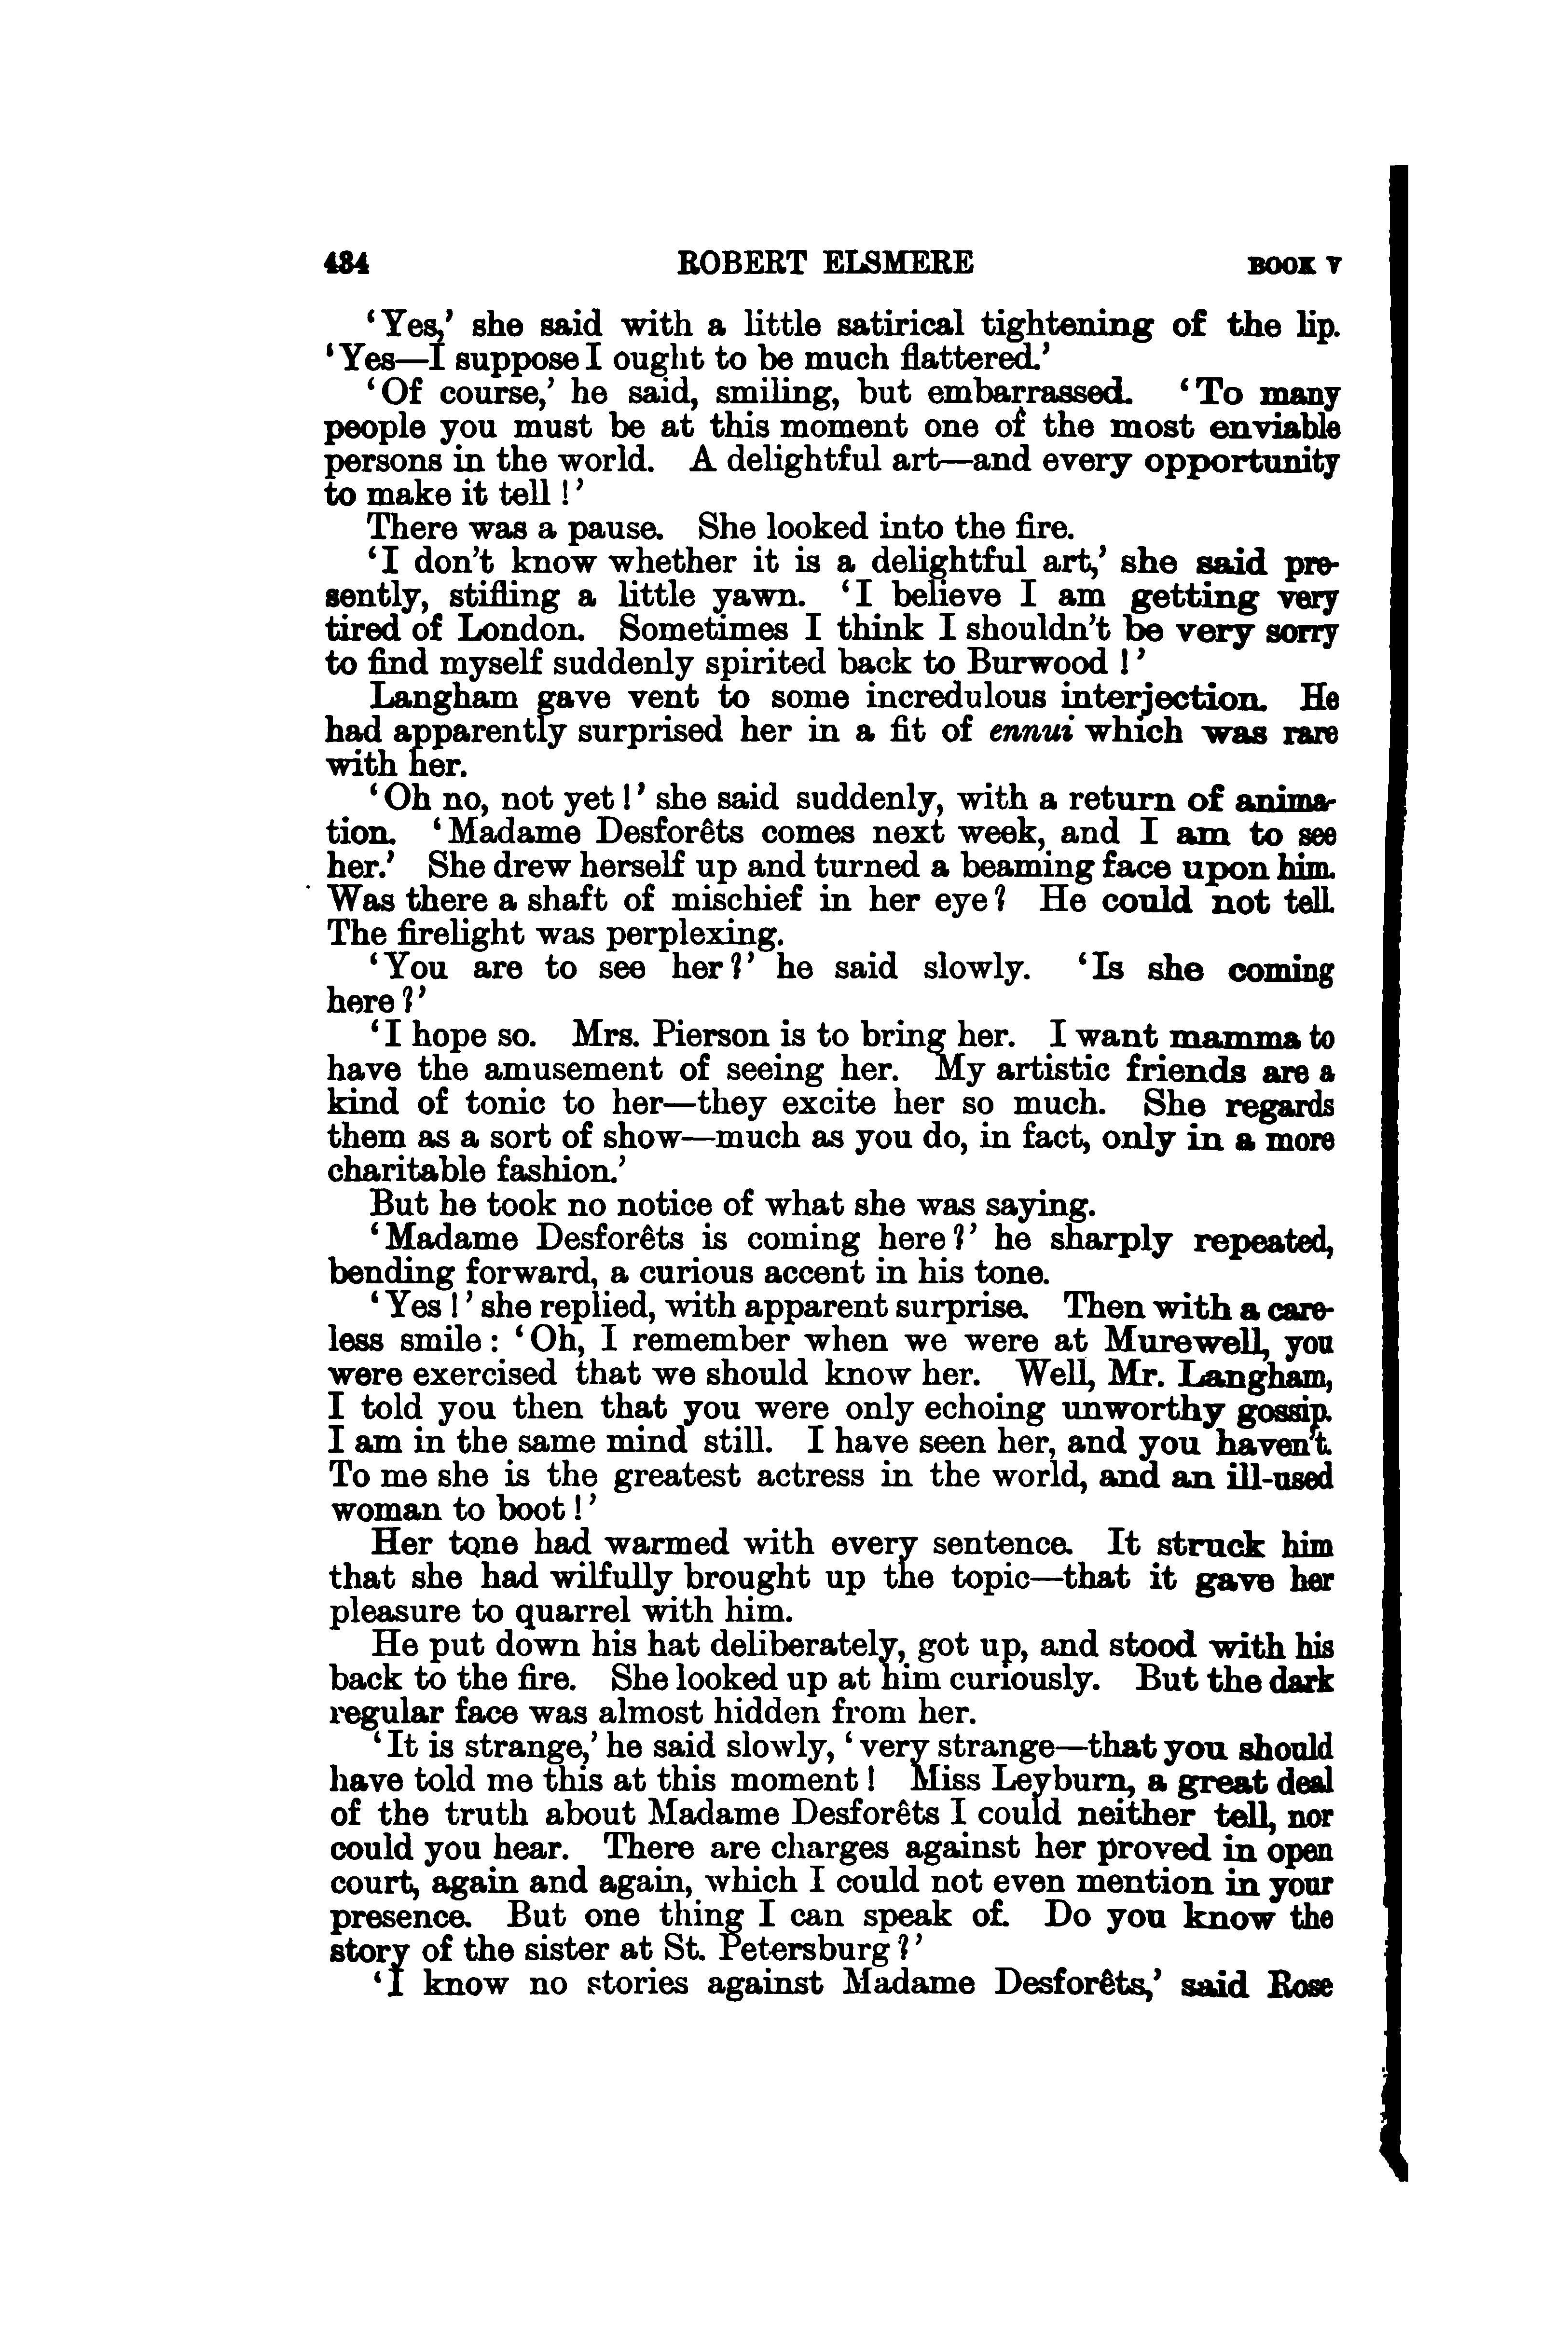 434 ROBERT ELSMERE BOOK V
‘Yes,’ she said with a little satirical tightening of the lip.
‘Yes—I suppose I ought to be much flattered.’
‘Of course,’ he said, smiling, but embarrassed. ‘To many
people you must be at this moment one of the most enviable
persons in the world. A delightful art—and every opportunity
to make it tell!’
There was a pause. She looked into the fire.
‘I don’t know whether it is a delightful art,’ she said pre-
sently, stifling a little yawn. ‘I believe I am getting very
tired of London. Sometimes I think I shouldn’t be very sorry
to find myself suddenly spirited back to Burwood!’
Langham gave vent to some incredulous interjection. He
had apparently surprised her in a fit of ennui which was rare
with her.
‘Oh no, not yet!’ she said suddenly, with a return of anima-
tion. ‘Madame Desforêts comes next week, and I am to see
her.’ She drew herself up and turned a beaming face upon him.
Was there a shaft of mischief in her eye? He could not tell.
The firelight was perplexing.
‘You are to see her?’ he said slowly. ‘Is she coming
here?’
‘I hope so. Mrs. Pierson is to bring her. I want mamma to
have the amusement of seeing her. My artistic friends are a
kind of tonic to her—they excite her so much. She regards
them as a sort of show—much as you do, in fact, only in a more
charitable fashion.’
But he took no notice of what she was saying.
‘Madame Desforêts is coming here?’ he sharply repeated,
bending forward, a curious accent in his tone.
‘Yes!’ she replied, with apparent surprise. Then with a care-
less smile: ‘Oh, I remember when we were at Murewell, you
were exercised that we should know her. Well, Mr. Langham,
I told you then that you were only echoing unworthy gossip.
I am in the same mind still. I have seen her, and you haven’t.
To me she is the greatest actress in the world, and an ill-used
woman to boot!’
Her tone had warmed with every sentence. It struck him
that she had wilfully brought up the topic—that it gave her
pleasure to quarrel with him.
He put down his hat deliberately, got up, and stood with his
back to the fire. She looked up at him curiously. But the dark
regular face was almost hidden from her.
‘It is strange,’ he said slowly, ‘very strange—that you should
have told me this at this moment! Miss Leyburn, a great deal
of the truth about Madame Desforêts I could neither tell, nor
could you hear. There are charges against her proved in open
court, again and again, which I could not even mention in your
presence. But one thing I can speak of. Do you know the
story of the sister at St. Petersburg?’
‘I know no stories against Madame Desforêts,’ said Rose